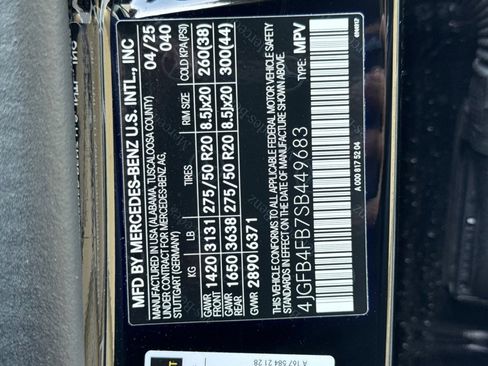 MFD BY MERCEDES-BENZ U.S. INTL., INC
MANUFACTURED IN USA (ALABAMA, TUSCALOOSA COUNTY) 04/25
UNDER CONTRACT FOR MERCEDES-BENZ AG, 040
STUTTGART (GERMANY)
KG LB TIRES RIM SIZE COLD KPA (PSI)
GAWR FRONT 1420 3131 275/50 R20 8.5Jx20 260(38)
GAWR REAR 1650 3638 275/50 R20 8.5Jx20 300(44)
GVWR 2890 6371
THIS VEHICLE CONFORMS TO ALL APPLICABLE FEDERAL MOTOR VEHICLE SAFETY
STANDARDS IN EFFECT ON THE DATE OF MANUFACTURE SHOWN ABOVE.
4JGFB4FB7SB449683 TYPE: MPV
A 000 817 52 04
A 167 584 21 28